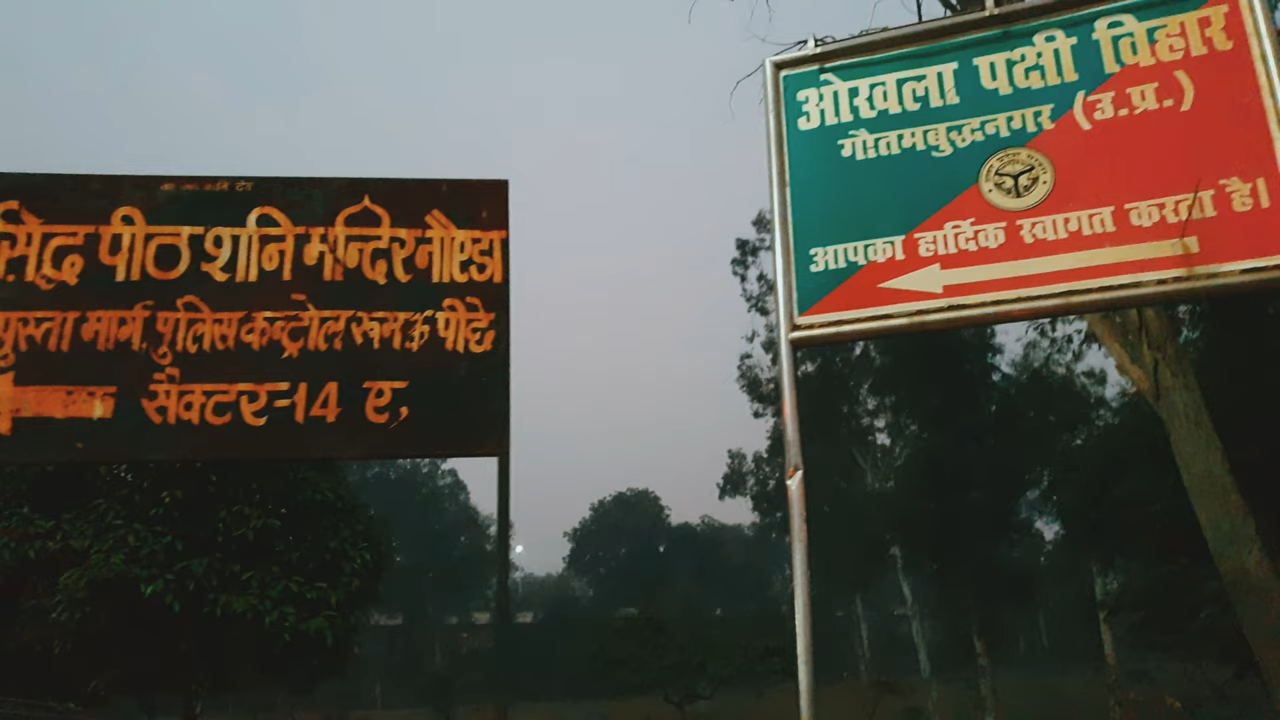 सिद्ध पीठ शनि मन्दिर नौएडा
पुस्ता मार्ग, पुलिस कन्ट्रोल रूम के पीछे
सैक्टर-14 ए,
ओखला पक्षी विहार
गौतमबुद्धनगर (उ.प्र.)
आपका हार्दिक स्वागत करता है।